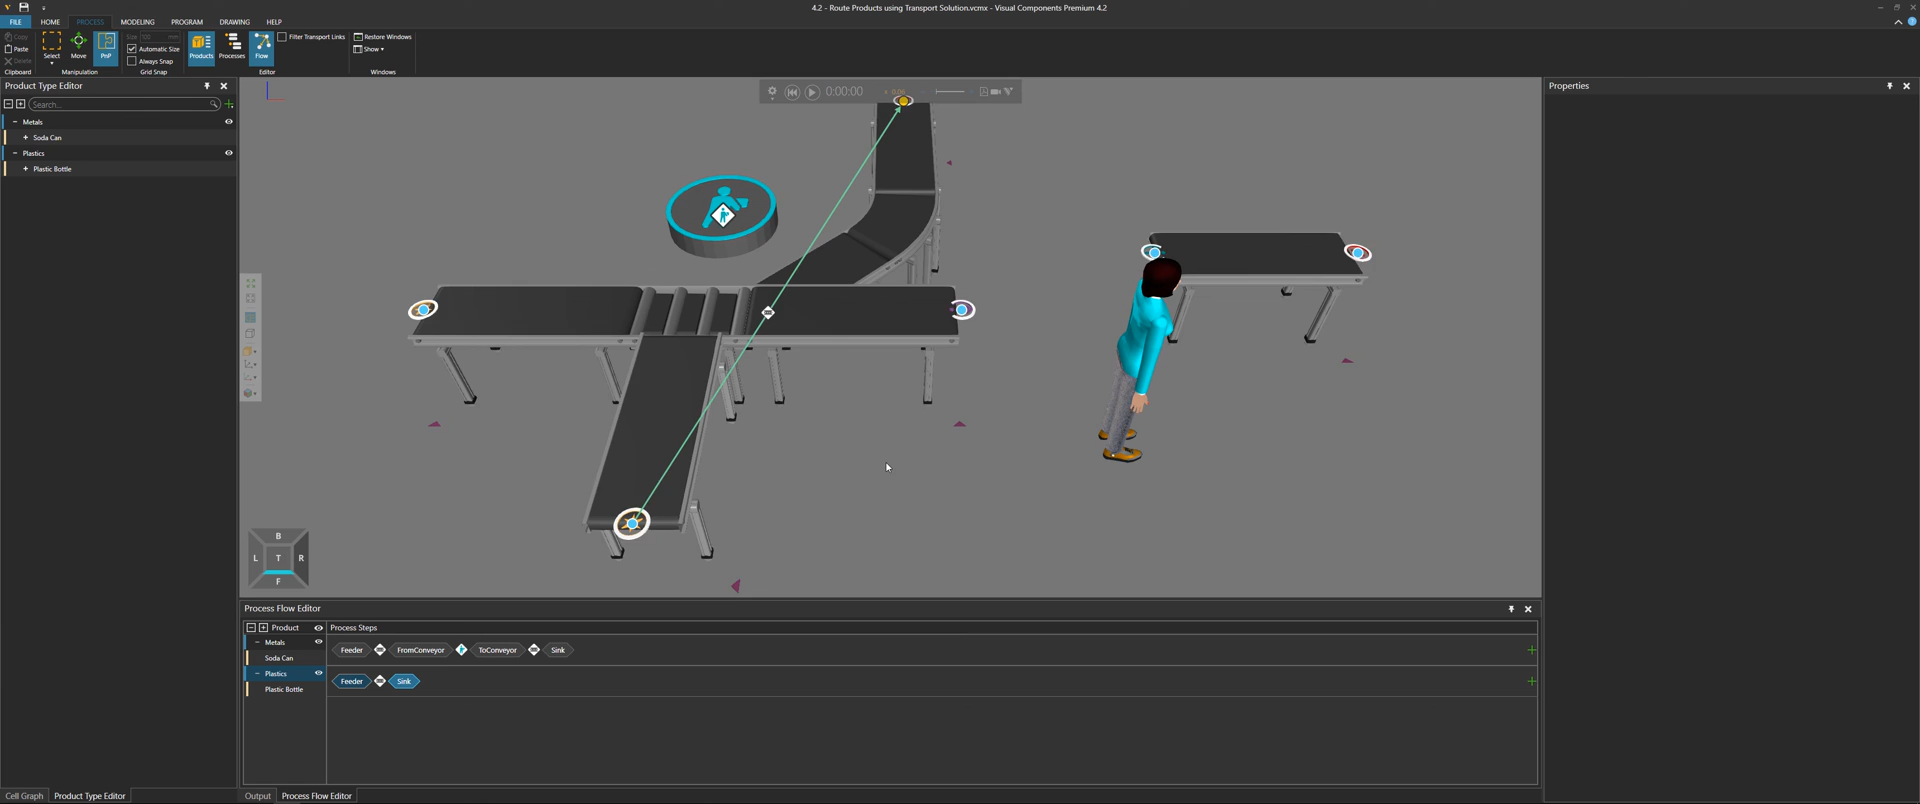 4.2 - Route Products using Transport Solution.vcmx - Visual Components Premium 4.2
FILE HOME PROCESS MODELING PROGRAM DRAWING HELP
Copy
Paste
Delete
Clipboard
Select Move PnP
Manipulation
Size 100
Automatic Size
Always Snap
Grid Snap
Products Processes Flow
Filter Transport Links
Editor
Restore Windows
Show
Windows
Product Type Editor
Search...
Metals
Soda Can
Plastics
Plastic Bottle
0:00:00
B
L T R
F
Properties
Process Flow Editor
Product Process Steps
Metals Feeder FromConveyor ToConveyor Sink
Soda Can
Plastics Feeder Sink
Plastic Bottle
Cell Graph Product Type Editor Output Process Flow Editor